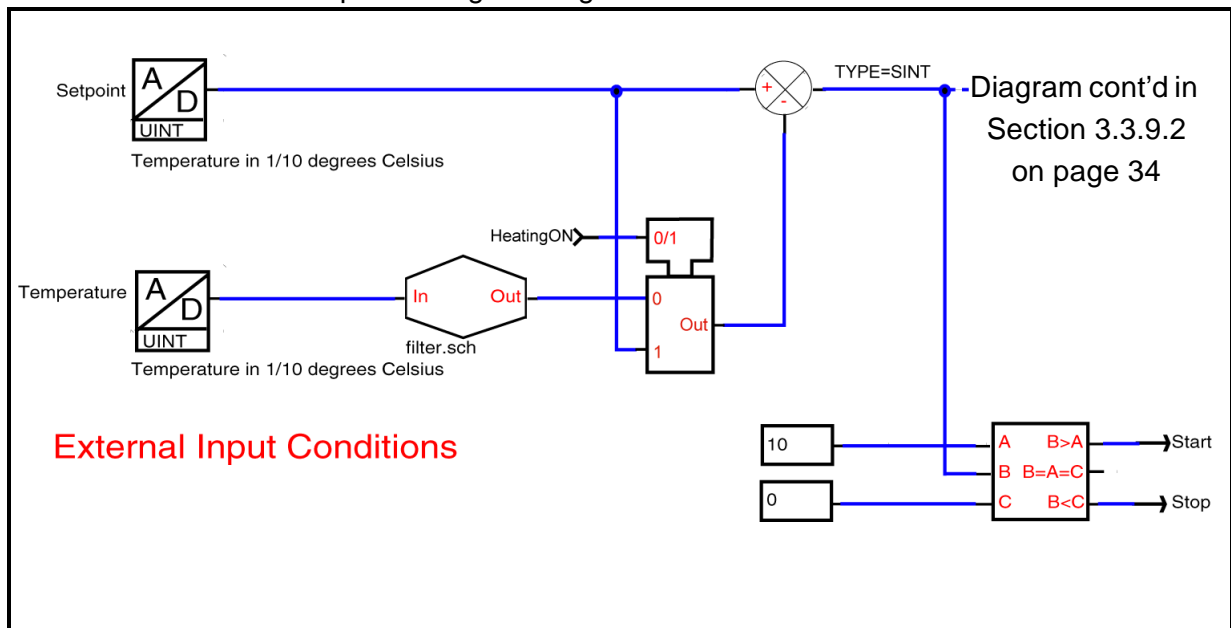 Setpoint
A
D
UINT
Temperature in 1/10 degrees Celsius
+
-
TYPE=SINT
Diagram cont'd in
Section 3.3.9.2
on page 34
HeatingON
0/1
Temperature
A
D
UINT
Temperature in 1/10 degrees Celsius
In Out
filter.sch
0
Out
1
External Input Conditions
10
0
A B>A
B B=A=C
C B<C
Start
Stop